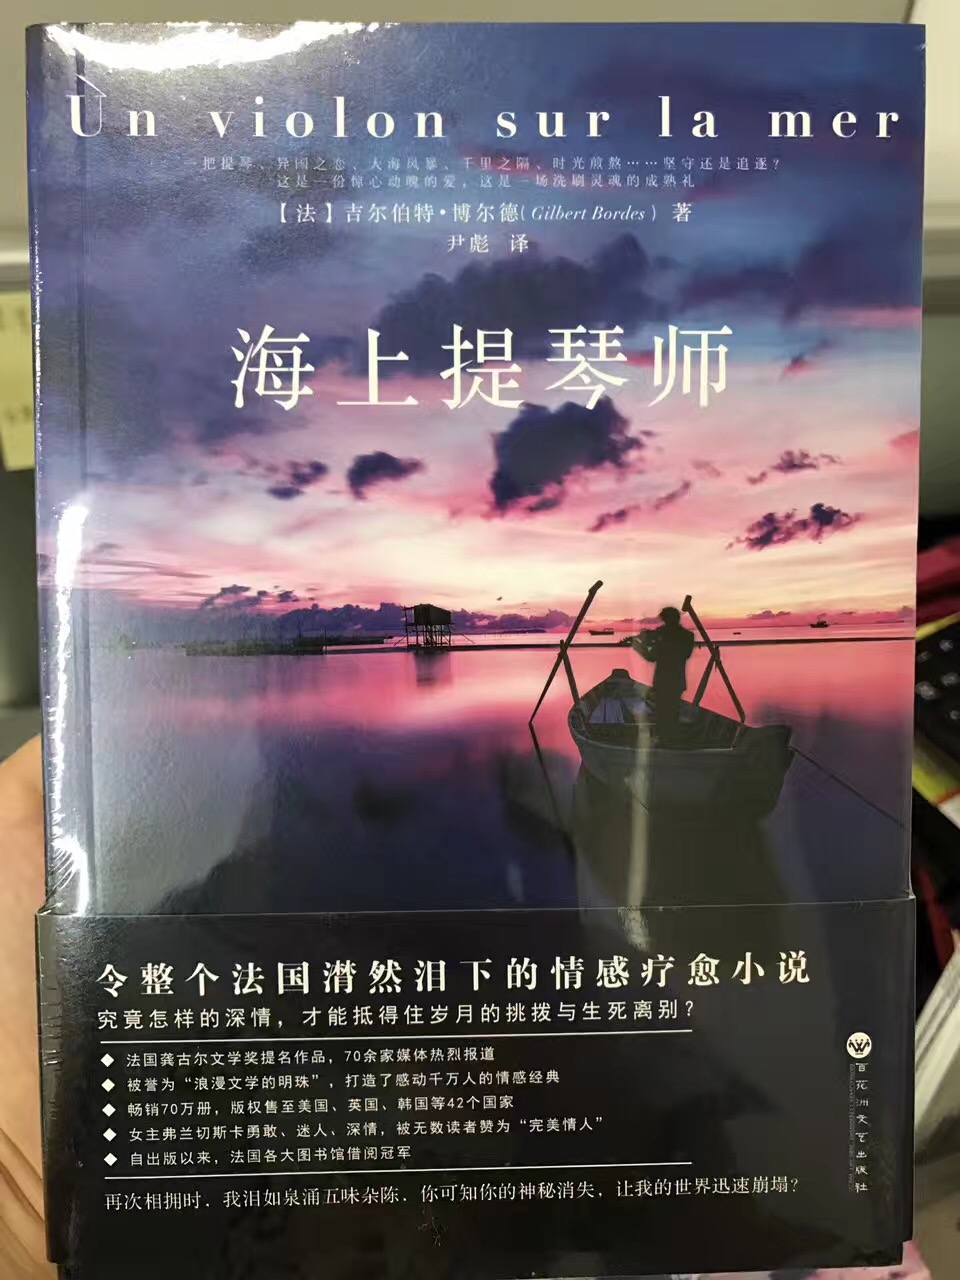 Un violon sur la mer
一把提琴、异国之恋、大海风暴、千里之隔、时光煎熬……坚守还是追逐？
这是一份惊心动魄的爱，这是一场洗刷灵魂的成熟礼
【法】吉尔伯特·博尔德(Gilbert Bordes) 著
尹彪 译
海上提琴师
令整个法国潸然泪下的情感疗愈小说
究竟怎样的深情，才能抵得住岁月的挑拨与生死离别？
◆ 法国龚古尔文学奖提名作品，70余家媒体热烈报道
◆ 被誉为“浪漫文学的明珠”，打造了感动千万人的情感经典
◆ 畅销70万册，版权售至美国、英国、韩国等42个国家
◆ 女主弗兰切斯卡勇敢、迷人、深情，被无数读者赞为“完美情人”
◆ 自出版以来，法国各大图书馆借阅冠军
再次相拥时，我泪如泉涌五味杂陈，你可知你的神秘消失，让我的世界迅速崩塌？
百花洲文艺出版社